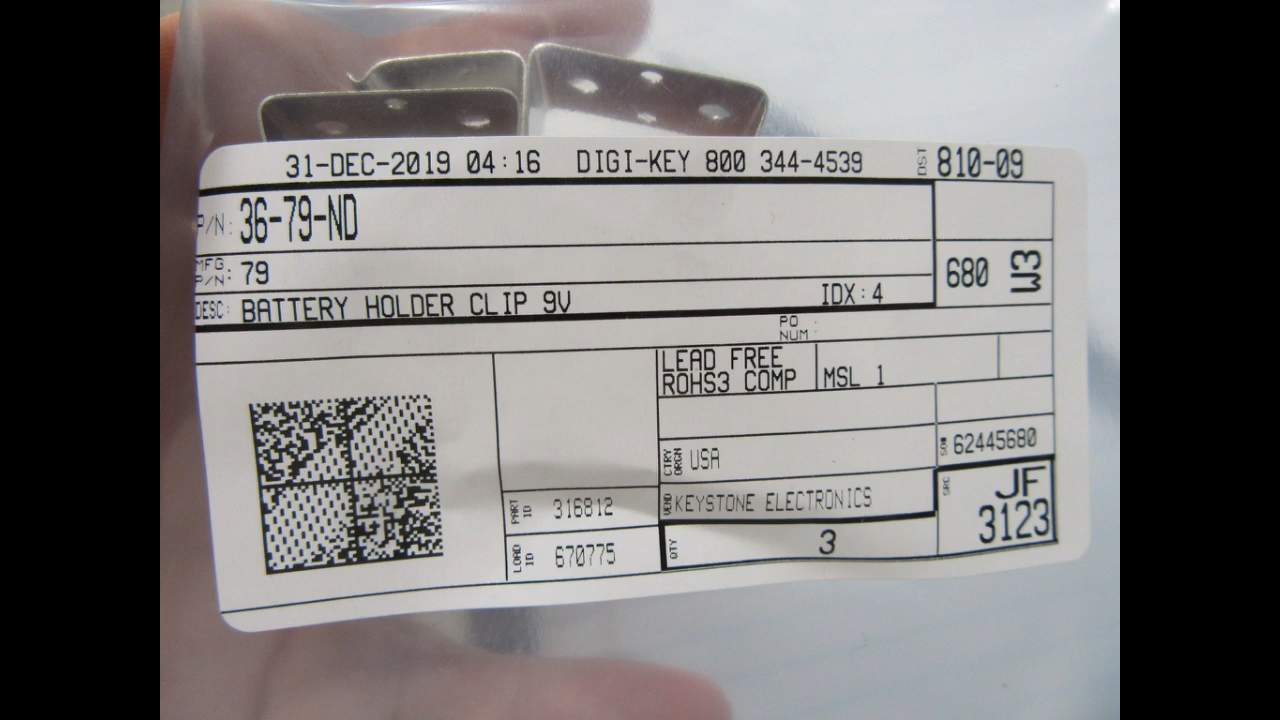 31-DEC-2019 04:16 DIGI-KEY 800 344-4539 DST 810-09
P/N: 36-79-ND
MFG P/N: 79
680 W3
DESC: BATTERY HOLDER CLIP 9V IDX:4
PO NUM:
LEAD FREE
ROHS3 COMP
MSL 1
CTRY ORGN USA
SO# 62445680
PART ID 316812
VEND KEYSTONE ELECTRONICS
SRC JF
3123
LOAD ID 670775
QTY 3